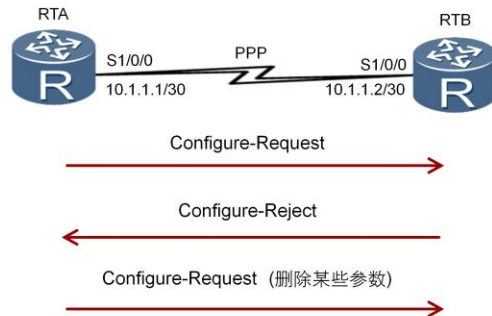 RTA
RTB
S1/0/0
PPP
S1/0/0
10.1.1.1/30
10.1.1.2/30
R
R
Configure-Request
Configure-Reject
Configure-Request (删除某些参数)